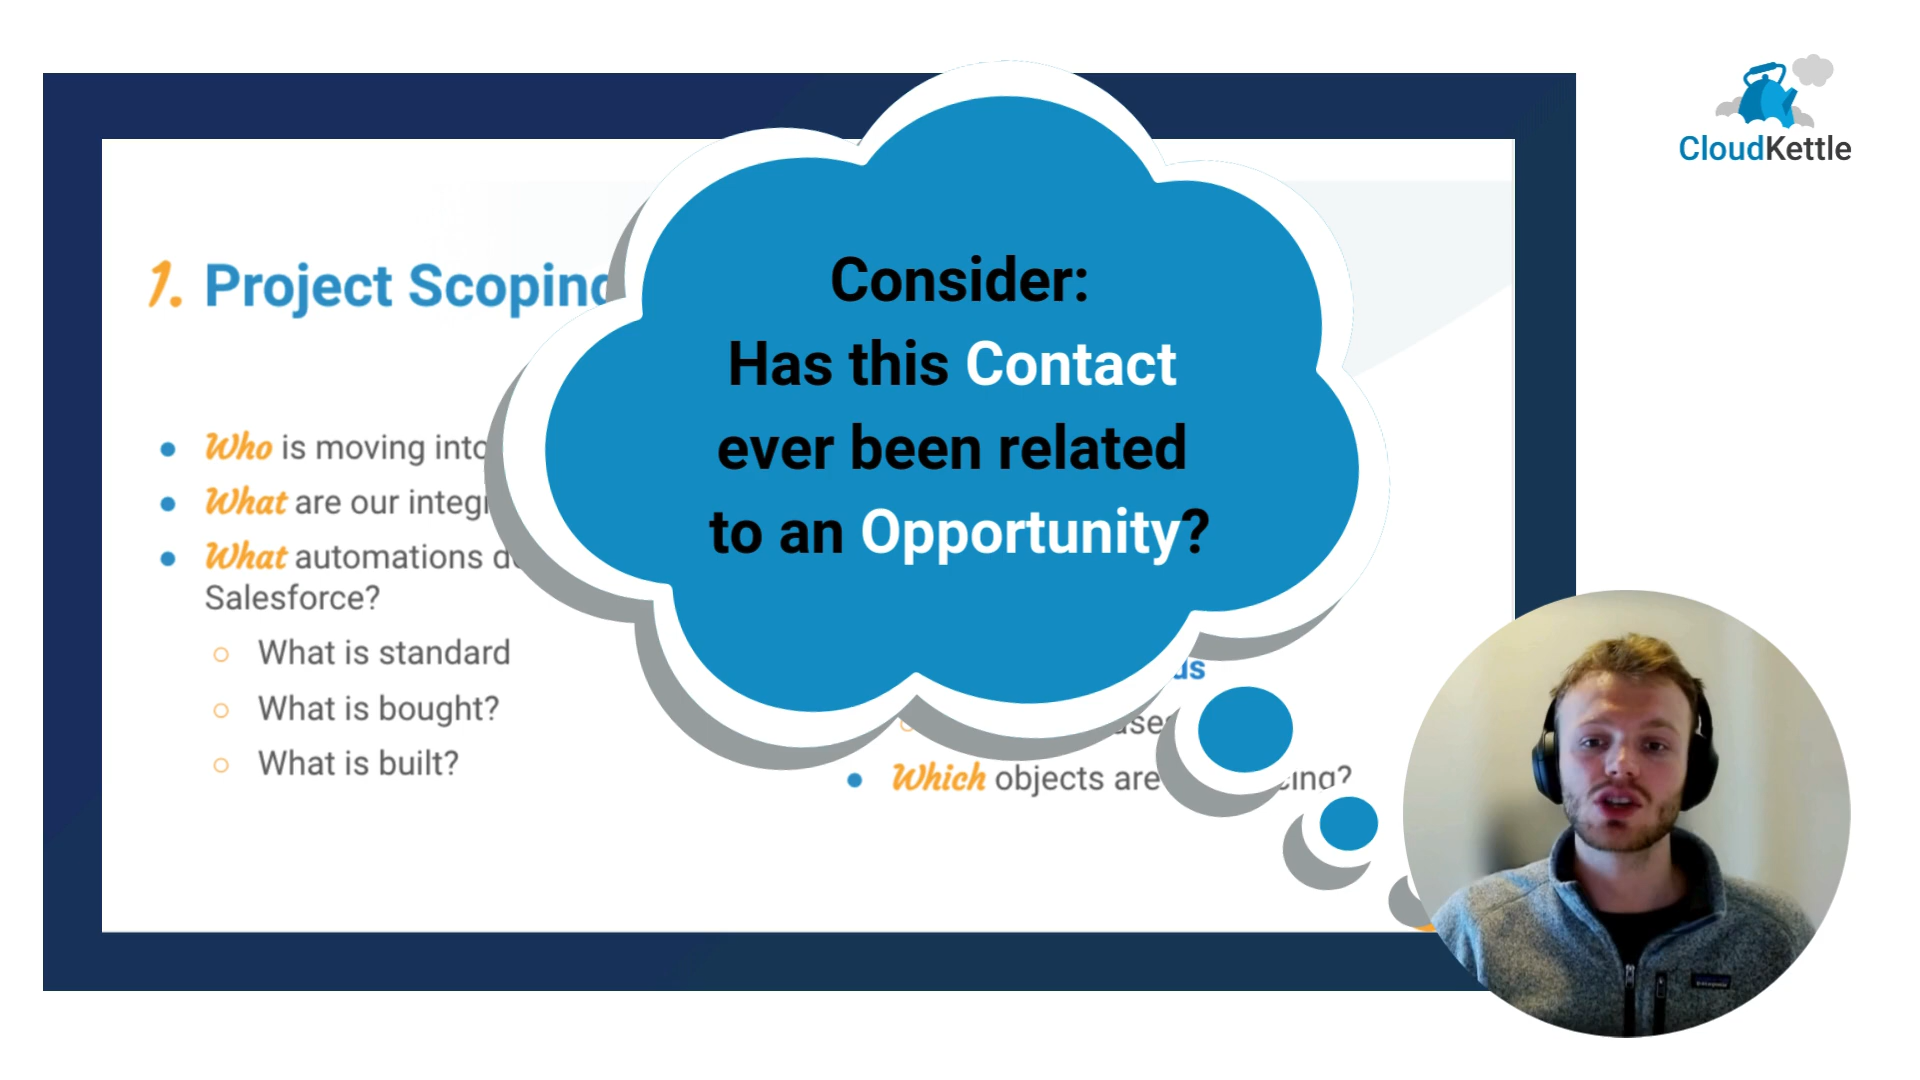 CloudKettle
1. Project Scoping
Consider:
Has this Contact
ever been related
to an Opportunity?
Who is moving into
What are our
What automations
Salesforce?
What is standard
What is bought?
What is built?
Which objects are